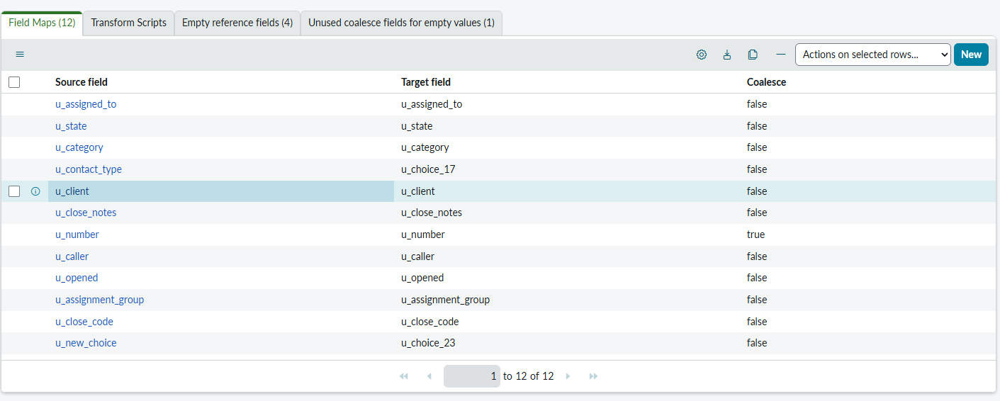 Field Maps (12) Transform Scripts Empty reference fields (4) Unused coalesce fields for empty values (1)
Actions on selected rows... New
Source field Target field Coalesce
u_assigned_to u_assigned_to false
u_state u_state false
u_category u_category false
u_contact_type u_choice_17 false
u_client u_client false
u_close_notes u_close_notes false
u_number u_number true
u_caller u_caller false
u_opened u_opened false
u_assignment_group u_assignment_group false
u_close_code u_close_code false
u_new_choice u_choice_23 false
1 to 12 of 12